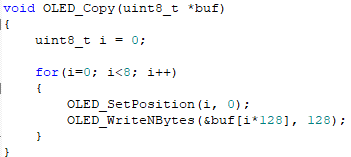 void OLED_Copy(uint8_t *buf)
{
    uint8_t i = 0;

    for(i=0; i<8; i++)
    {
        OLED_SetPosition(i, 0);
        OLED_WriteNBytes(&buf[i*128], 128);
    }
}